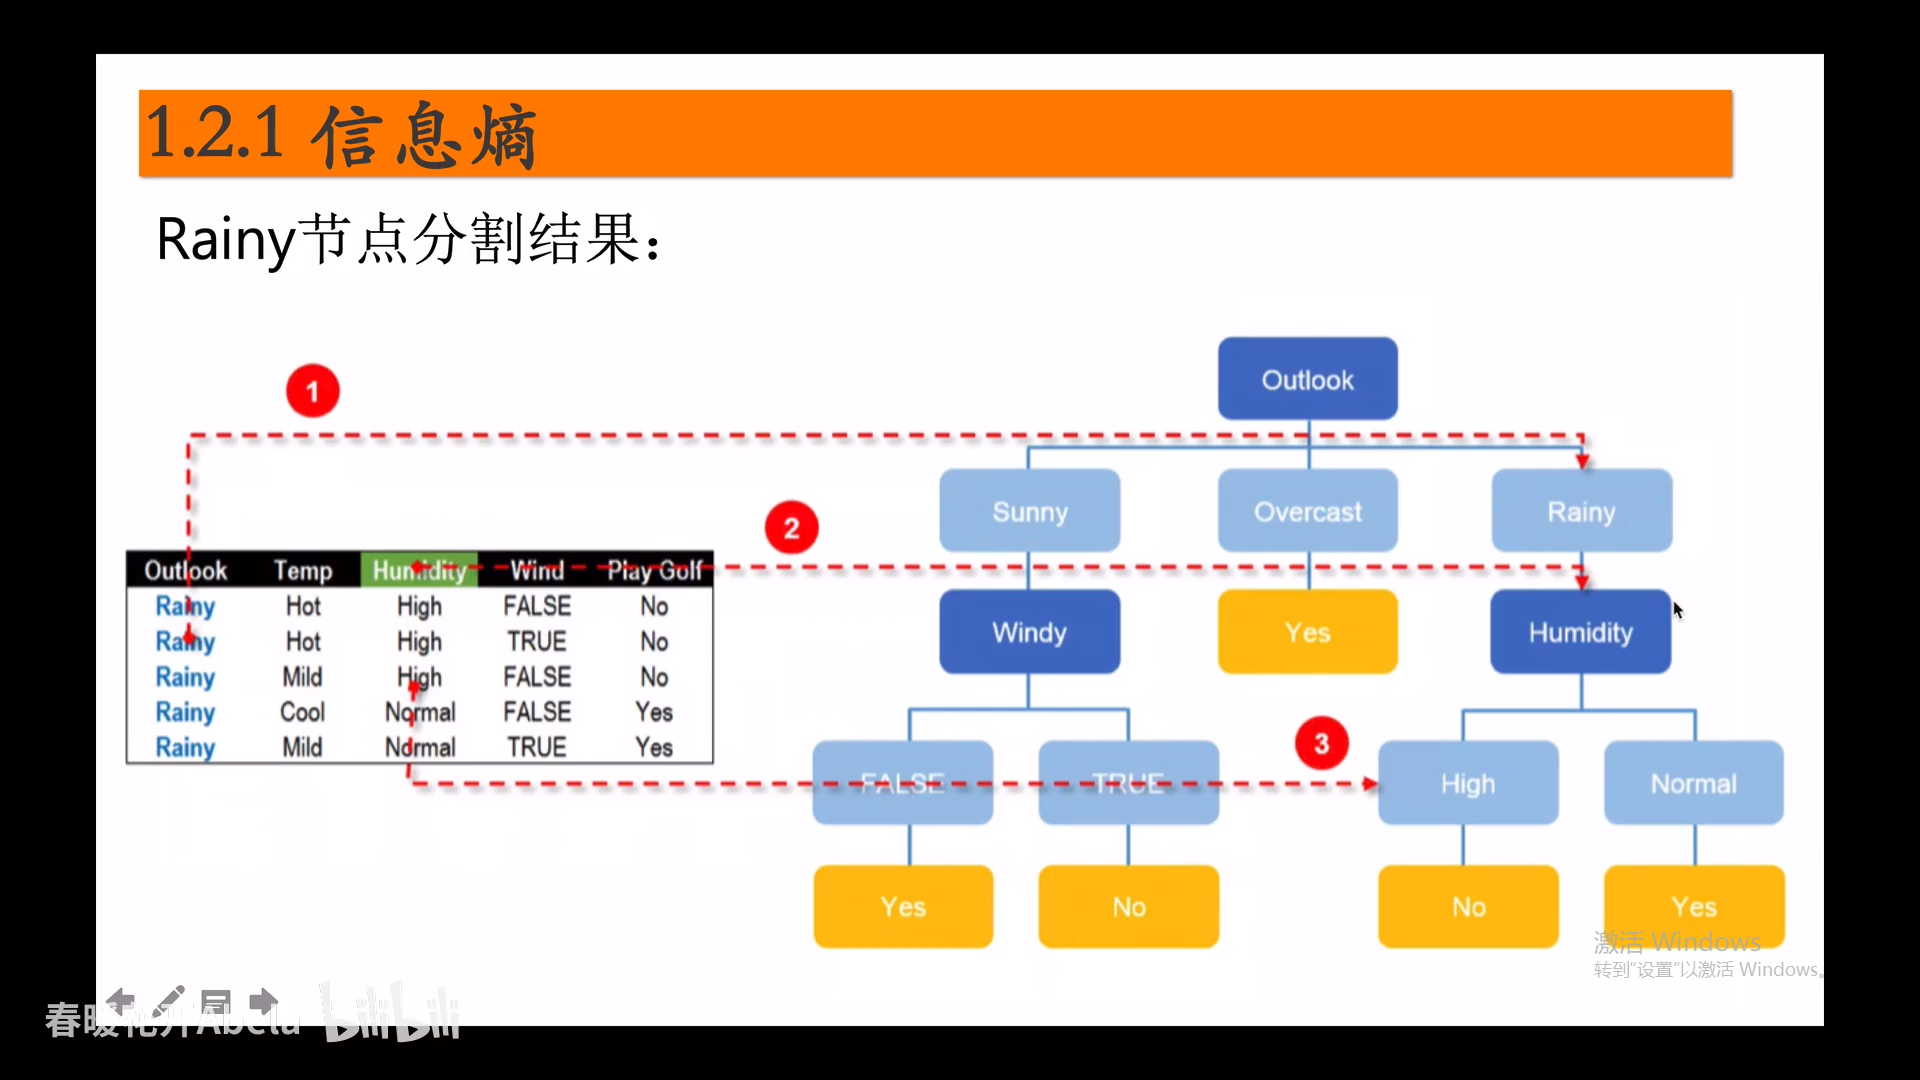 1.2.1 信息熵
Rainy节点分割结果：
1
Outlook
2
Sunny Overcast Rainy
Outlook Temp Humidity Wind Play Golf
Rainy Hot High FALSE No
Rainy Hot High TRUE No
Rainy Mild High FALSE No
Rainy Cool Normal FALSE Yes
Rainy Mild Normal TRUE Yes
Windy Yes Humidity
3
FALSE TRUE High Normal
Yes No No Yes
激活 Windows
转到“设置”以激活 Windows。
春暖花开Abela bilibili